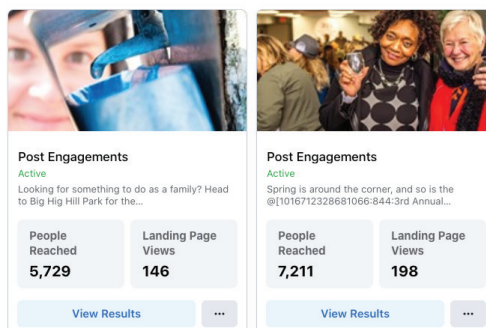 Post Engagements
Active
Looking for something to do as a family? Head
to Big Hig Hill Park for the...
People
Reached
5,729
Landing Page
Views
146
View Results
...
Post Engagements
Active
Spring is around the corner, and so is the
@[1016712328681066:844:3rd Annual...
People
Reached
7,211
Landing Page
Views
198
View Results
...